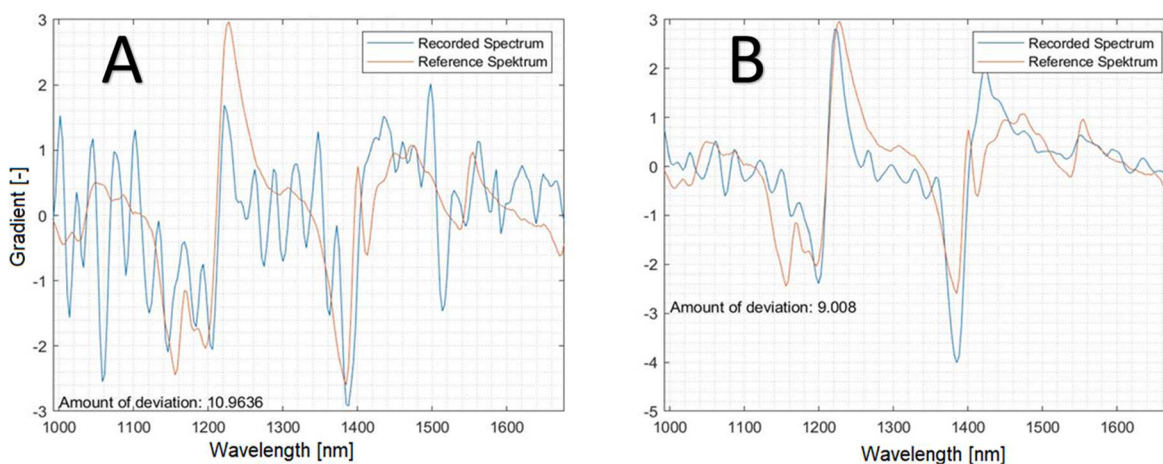 A
Recorded Spectrum
Reference Spektrum
Gradient [-]
3
2
1
0
-1
-2
-3
Amount of deviation: 10.9636
1000 1100 1200 1300 1400 1500 1600
Wavelength [nm]
B
Recorded Spectrum
Reference Spektrum
3
2
1
0
-1
-2
-3
-4
-5
Amount of deviation: 9.008
1000 1100 1200 1300 1400 1500 1600
Wavelength [nm]